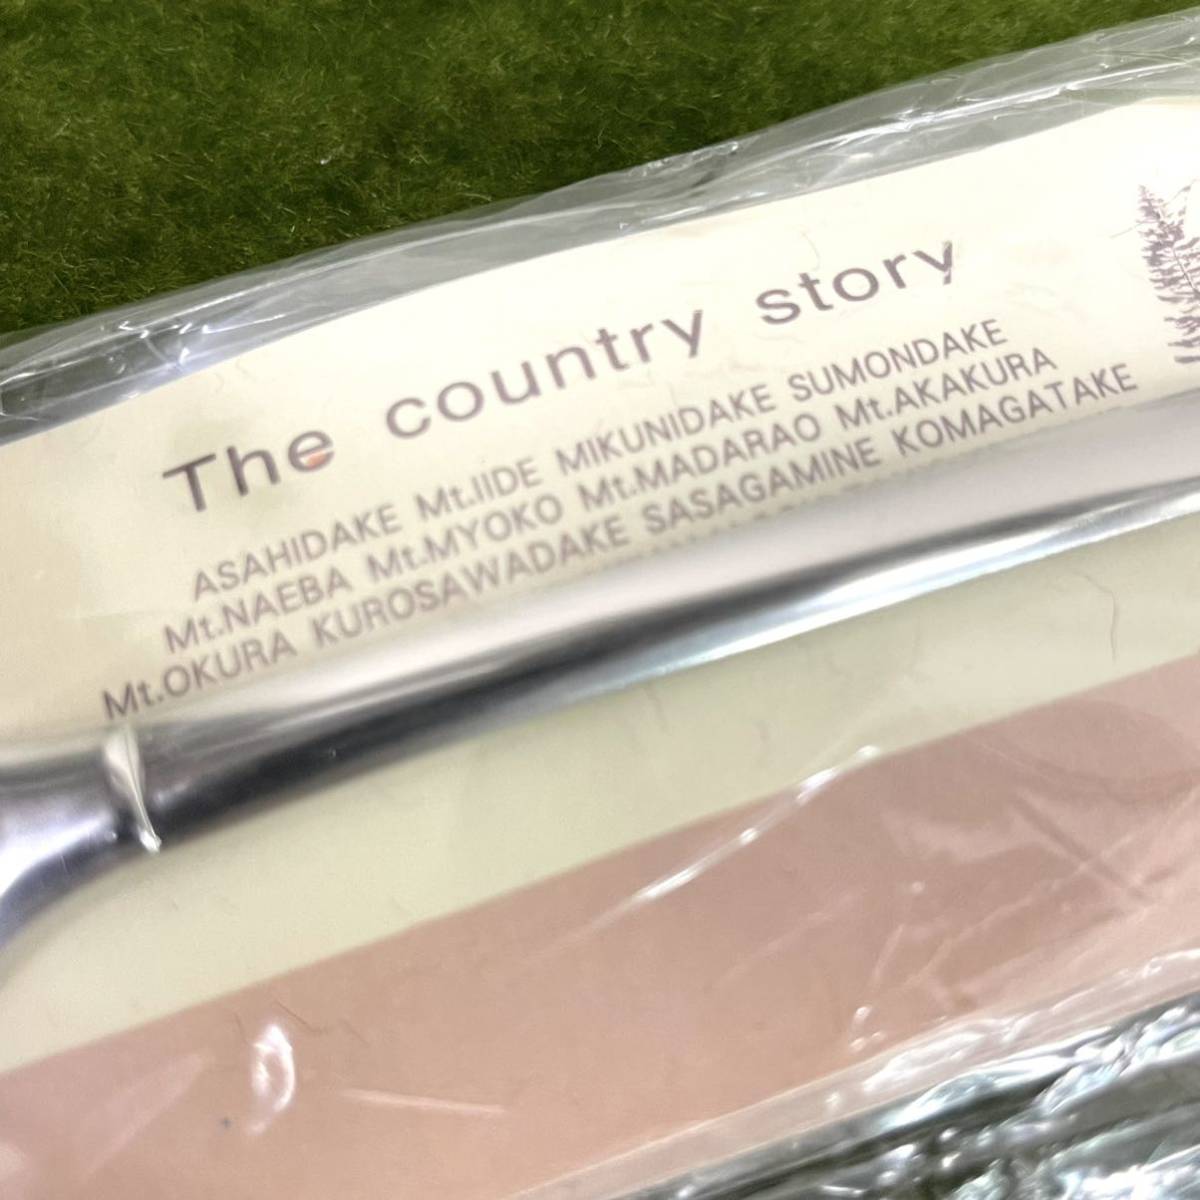 The country story
ASAHIDAKE Mt.IIDE MIKUNIDAKE SUMONDAKE
Mt.NAEBA Mt.MYOKO Mt.MADARAO Mt.AKAKURA
Mt.OKURA KUROSAWADAKE SASAGAMINE KOMAGATAKE